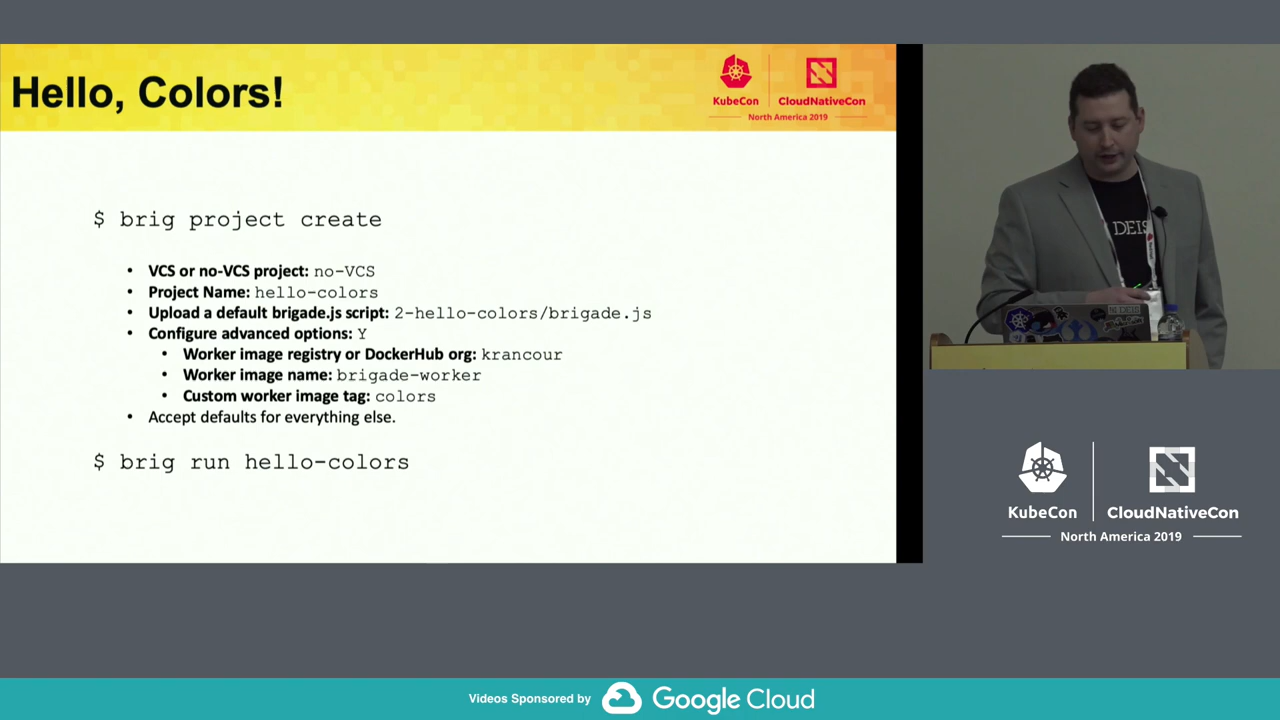 Hello, Colors!
KubeCon
CloudNativeCon
North America 2019
$ brig project create
• VCS or no-VCS project: no-VCS
• Project Name: hello-colors
• Upload a default brigade.js script: 2-hello-colors/brigade.js
• Configure advanced options: Y
• Worker image registry or DockerHub org: krancour
• Worker image name: brigade-worker
• Custom worker image tag: colors
• Accept defaults for everything else.
$ brig run hello-colors
DEIS
KubeCon
CloudNativeCon
North America 2019
Videos Sponsored by
Google Cloud